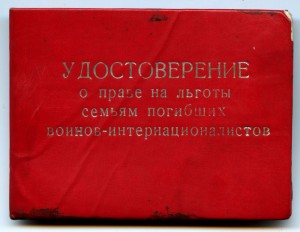 УДОСТОВЕРЕНИЕ
о праве на льготы
семьям погибших
воинов-интернационалистов